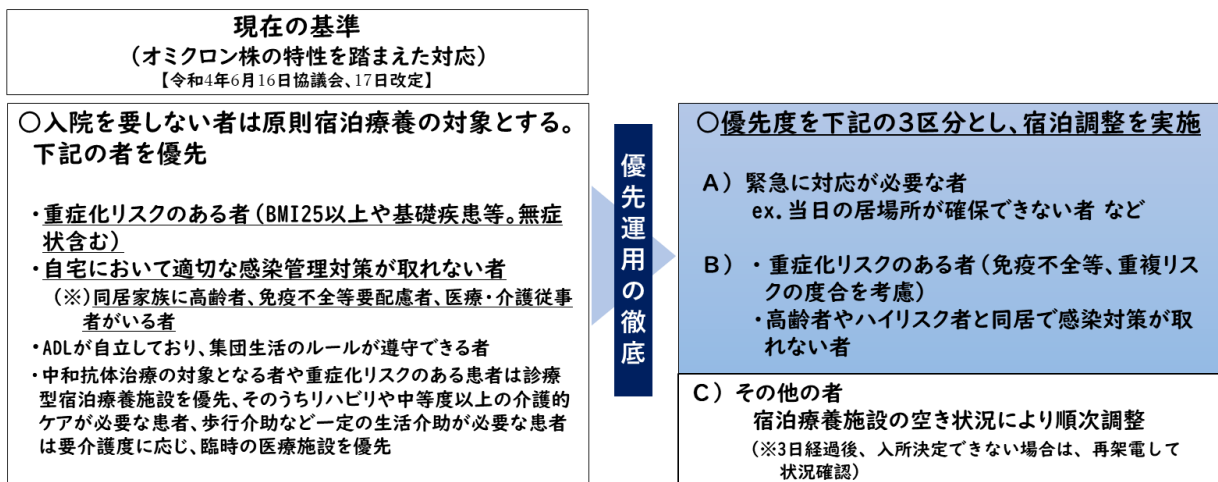 現在の基準
（オミクロン株の特性を踏まえた対応）
【令和4年6月16日協議会、17日改定】
○入院を要しない者は原則宿泊療養の対象とする。
下記の者を優先
・重症化リスクのある者（BMI25以上や基礎疾患等。無症
状含む）
・自宅において適切な感染管理対策が取れない者
（※）同居家族に高齢者、免疫不全等要配慮者、医療・介護従事
者がいる者
・ADLが自立しており、集団生活のルールが遵守できる者
・中和抗体治療の対象となる者や重症化リスクのある患者は診療
型宿泊療養施設を優先、そのうちリハビリや中等度以上の介護的
ケアが必要な患者、歩行介助など一定の生活介助が必要な患者
は要介護度に応じ、臨時の医療施設を優先
優先運用の徹底
○優先度を下記の3区分とし、宿泊調整を実施
A）緊急に対応が必要な者
ex.当日の居場所が確保できない者 など
B）・重症化リスクのある者（免疫不全等、重複リス
クの度合を考慮）
・高齢者やハイリスク者と同居で感染対策が取
れない者
C）その他の者
宿泊療養施設の空き状況により順次調整
（※3日経過後、入所決定できない場合は、再架電して
状況確認）